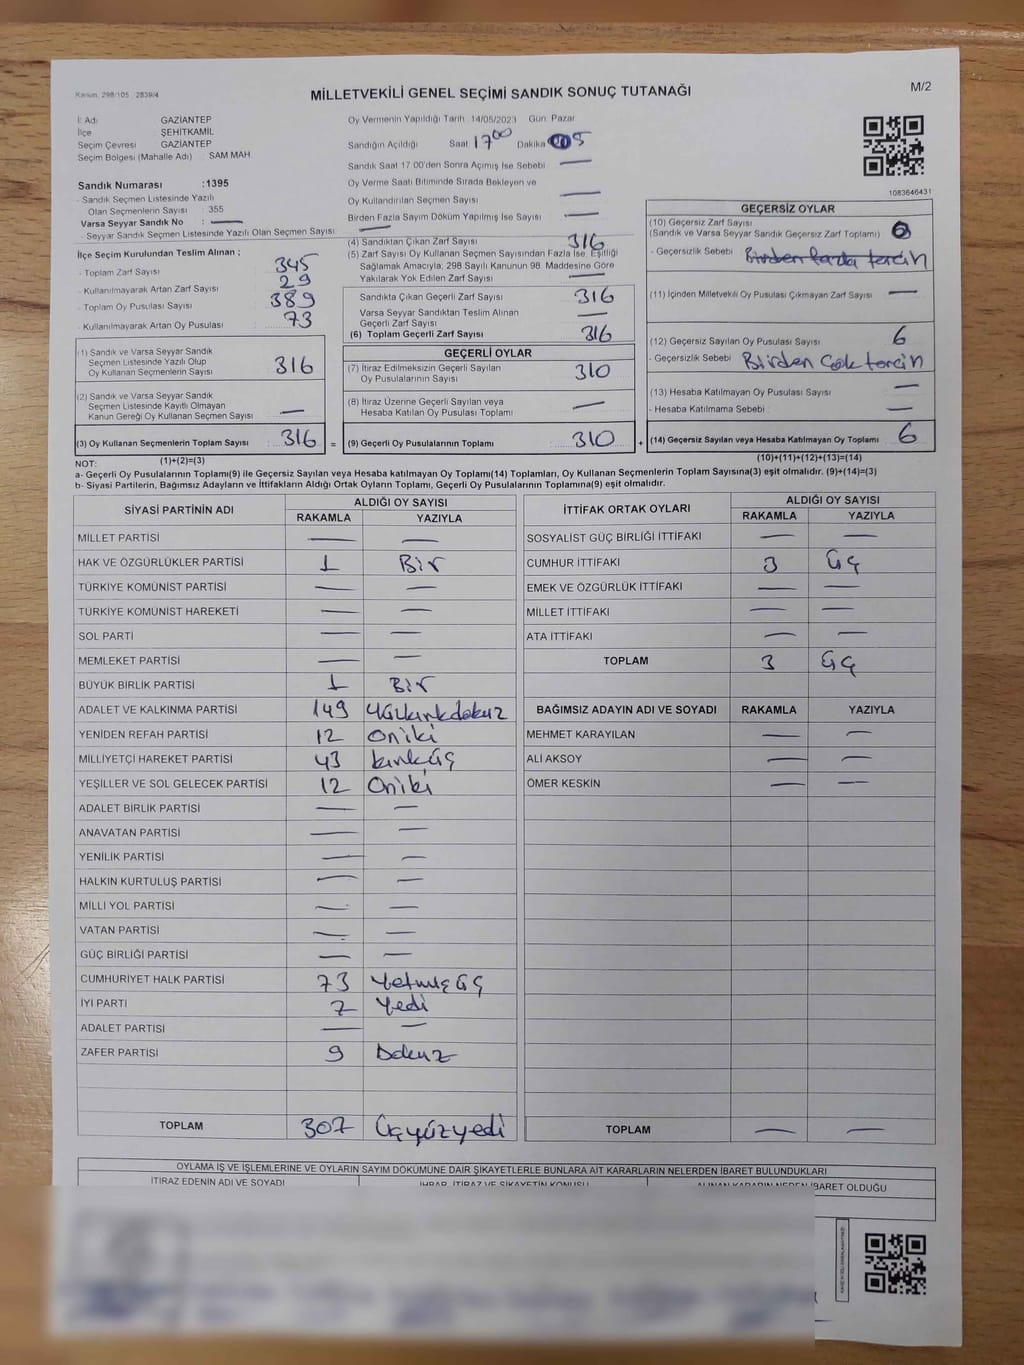 Kanun. 298/105 , 2839/4
MİLLETVEKİLİ GENEL SEÇİMİ SANDIK SONUÇ TUTANAĞI
M/2
İl Adı GAZİANTEP
İlçe ŞEHİTKAMİL
Seçim Çevresi GAZİANTEP
Seçim Bölgesi (Mahalle Adı) : SAM MAH.
Sandık Numarası :1395
- Sandık Seçmen Listesinde Yazılı
Olan Seçmenlerin Sayısı : 355
Varsa Seyyar Sandık No : —
- Seyyar Sandık Seçmen Listesinde Yazılı Olan Seçmen Sayısı : —
Oy Vermenin Yapıldığı Tarih 14/05/2023 Gün Pazar
Sandığın Açıldığı Saat 17 00 Dakika 05
Sandık Saat 17:00'den Sonra Açımış İse Sebebi —
Oy Verme Saati Bitiminde Sırada Bekleyen ve
Oy Kullandırılan Seçmen Sayısı —
Birden Fazla Sayım Döküm Yapılmış İse Sayısı —
1083646431
İlçe Seçim Kurulundan Teslim Alınan ;
- Toplam Zarf Sayısı 345
- Kullanılmayarak Artan Zarf Sayısı 29
- Toplam Oy Pusulası Sayısı 389
- Kullanılmayarak Artan Oy Pusulası 73
(1) Sandık ve Varsa Seyyar Sandık
Seçmen Listesinde Yazılı Olup
Oy Kullanan Seçmenlerin Sayısı 316
(2) Sandık ve Varsa Seyyar Sandık
Seçmen Listesinde Kayıtlı Olmayan
Kanun Gereği Oy Kullanan Seçmen Sayısı —
(3) Oy Kullanan Seçmenlerin Toplam Sayısı : 316 =
(4) Sandıktan Çıkan Zarf Sayısı 316
(5) Zarf Sayısı Oy Kullanan Seçmen Sayısından Fazla İse, Eşitliği
Sağlamak Amacıyla; 298 Sayılı Kanunun 98. Maddesine Göre
Yakılarak Yok Edilen Zarf Sayısı —
Sandıkta Çıkan Geçerli Zarf Sayısı 316
Varsa Seyyar Sandıktan Teslim Alınan
Geçerli Zarf Sayısı —
(6) Toplam Geçerli Zarf Sayısı 316
GEÇERLİ OYLAR
(7) İtiraz Edilmeksizin Geçerli Sayılan
Oy Pusulalarının Sayısı 310
(8) İtiraz Üzerine Geçerli Sayılan veya
Hesaba Katılan Oy Pusulası Toplamı —
(9) Geçerli Oy Pusulalarının Toplamı 310 +
GEÇERSİZ OYLAR
(10) Geçersiz Zarf Sayısı
(Sandık ve Varsa Seyyar Sandık Geçersiz Zarf Toplamı)
- Geçersizlik Sebebi : Birden fazla tercih
(11) İçinden Milletvekili Oy Pusulası Çıkmayan Zarf Sayısı —
(12) Geçersiz Sayılan Oy Pusulası Sayısı 6
- Geçersizlik Sebebi : Birden çok tercih
(13) Hesaba Katılmayan Oy Pusulası Sayısı —
- Hesaba Katılmama Sebebi : —
(14) Geçersiz Sayılan veya Hesaba Katılmayan Oy Toplamı 6
NOT: (1)+(2)=(3)
(10)+(11)+(12)+(13)=(14)
a- Geçerli Oy Pusulalarının Toplamı(9) ile Geçersiz Sayılan veya Hesaba katılmayan Oy Toplam(14) Toplamları, Oy Kullanan Seçmenlerin Toplam Sayısına(3) eşit olmalıdır. (9)+(14)=(3)
b- Siyasi Partilerin, Bağımsız Adayların ve İttifakların Aldığı Ortak Oyların Toplamı, Geçerli Oy Pusulalarının Toplamına(9) eşit olmalıdır.
SİYASİ PARTİNİN ADI ALDIĞI OY SAYISI
RAKAMLA YAZIYLA
MİLLET PARTİSİ — —
HAK VE ÖZGÜRLÜKLER PARTİSİ 1 Bir
TÜRKİYE KOMÜNİST PARTİSİ — —
TÜRKİYE KOMÜNİST HAREKETİ — —
SOL PARTİ — —
MEMLEKET PARTİSİ — —
BÜYÜK BİRLİK PARTİSİ 1 Bir
ADALET VE KALKINMA PARTİSİ 149 yüzkırkdokuz
YENİDEN REFAH PARTİSİ 12 Oniki
MİLLİYETÇİ HAREKET PARTİSİ 43 kırküç
YEŞİLLER VE SOL GELECEK PARTİSİ 12 Oniki
ADALET BİRLİK PARTİSİ — —
ANAVATAN PARTİSİ — —
YENİLİK PARTİSİ — —
HALKIN KURTULUŞ PARTİSİ — —
MİLLİ YOL PARTİSİ — —
VATAN PARTİSİ — —
GÜÇ BİRLİĞİ PARTİSİ — —
CUMHURİYET HALK PARTİSİ 73 Yetmişüç
İYİ PARTİ 7 Yedi
ADALET PARTİSİ — —
ZAFER PARTİSİ 9 Dokuz
TOPLAM 307 Üçyüzyedi
İTTİFAK ORTAK OYLARI ALDIĞI OY SAYISI
RAKAMLA YAZIYLA
SOSYALİST GÜÇ BİRLİĞİ İTTİFAKI — —
CUMHUR İTTİFAKI 3 Üç
EMEK VE ÖZGÜRLÜK İTTİFAKI — —
MİLLET İTTİFAKI — —
ATA İTTİFAKI — —
TOPLAM 3 Üç
BAĞIMSIZ ADAYIN ADI VE SOYADI RAKAMLA YAZIYLA
MEHMET KARAYILAN — —
ALİ AKSOY — —
ÖMER KESKİN — —
TOPLAM — —
OYLAMA İŞ VE İŞLEMLERİNE VE OYLARIN SAYIM DÖKÜMÜNE DAİR ŞİKAYETLERLE BUNLARA AİT KARARLARIN NELERDEN İBARET BULUNDUKLARI
İTİRAZ EDENİN ADI VE SOYADI İHBAR, İTİRAZ VE ŞİKAYETİN KONUSU ALINAN KARARIN NEDEN İBARET OLDUĞU